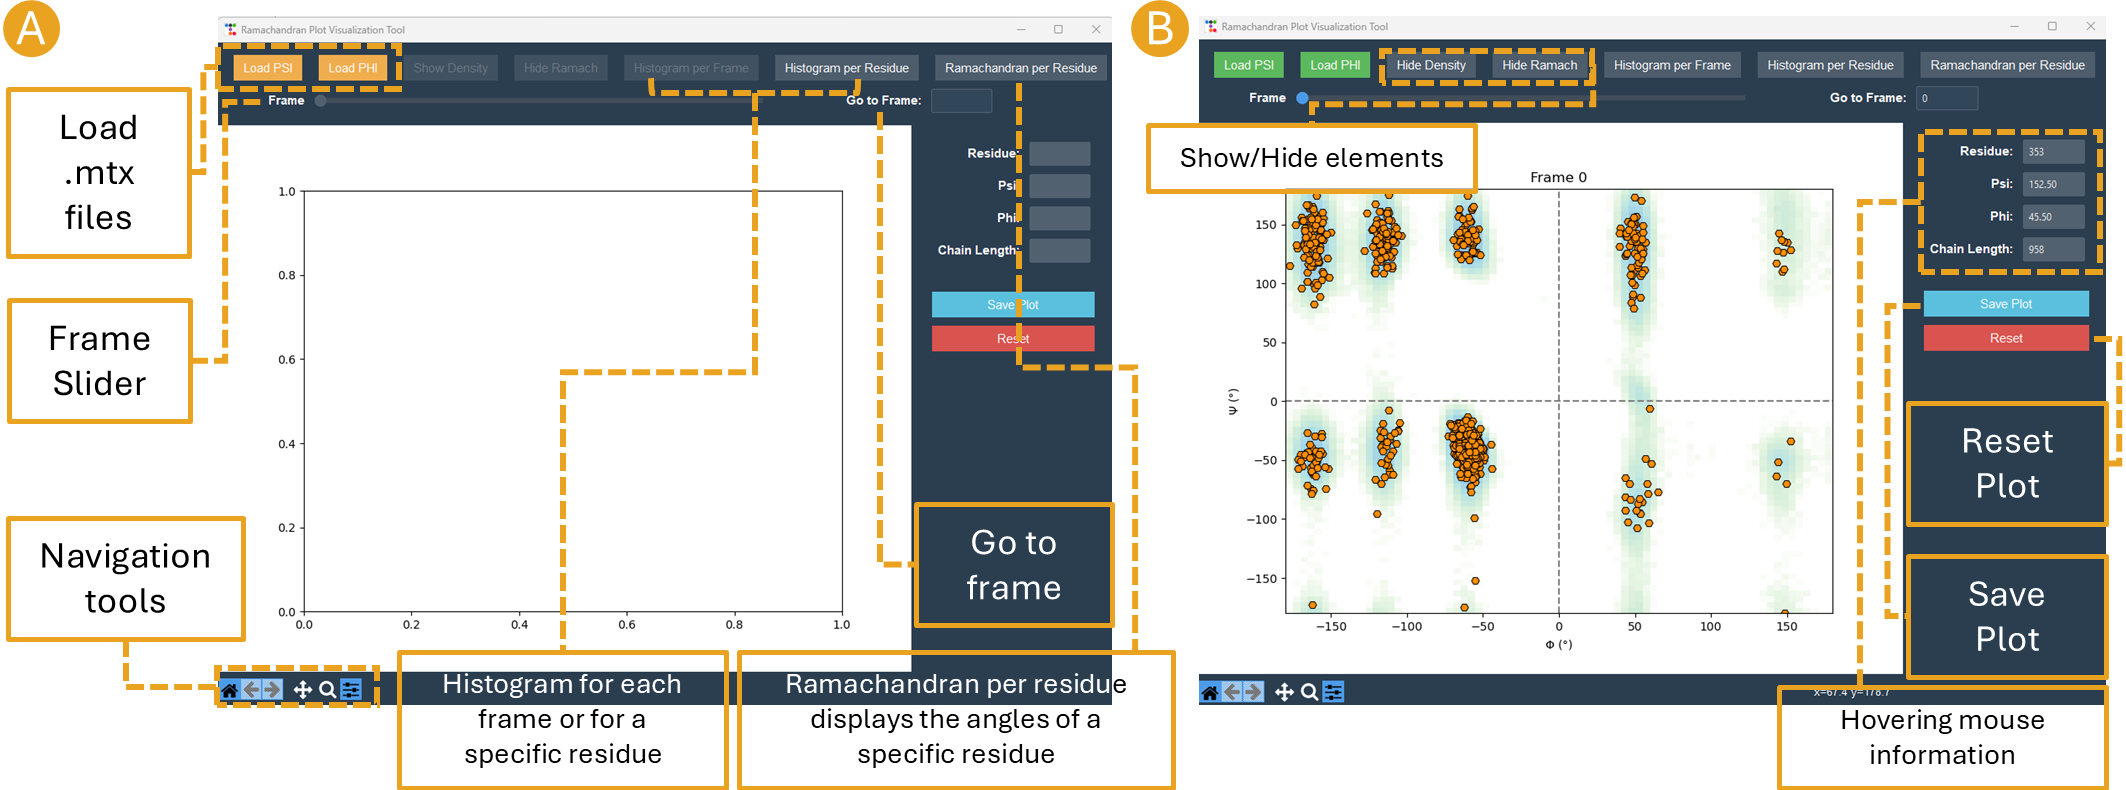 A
Ramachandran Plot Visualization Tool
Load PSI
Load PHI
Show Density
Hide Ramach
Histogram per Frame
Histogram per Residue
Ramachandran per Residue
Frame
Go to Frame:
Load
.mtx
files
Residue:
Psi
Phi
Chain Length:
Save Plot
Reset
Frame
Slider
1.0
0.8
0.6
0.4
0.2
0.0
0.0 0.2 0.4 0.6 0.8 1.0
Navigation
tools
Go to
frame
Histogram for each
frame or for a
specific residue
Ramachandran per residue
displays the angles of a
specific residue
B
Ramachandran Plot Visualization Tool
Load PSI
Load PHI
Hide Density
Hide Ramach
Histogram per Frame
Histogram per Residue
Ramachandran per Residue
Frame
Go to Frame:
0
Show/Hide elements
Residue: 353
Psi: 152.50
Phi: 45.50
Chain Length: 958
Save Plot
Reset
Frame 0
150
100
50
0
−50
−100
−150
Ψ (°)
−150 −100 −50 0 50 100 150
Φ (°)
Reset
Plot
Save
Plot
x=67.4 y=178.7
Hovering mouse
information